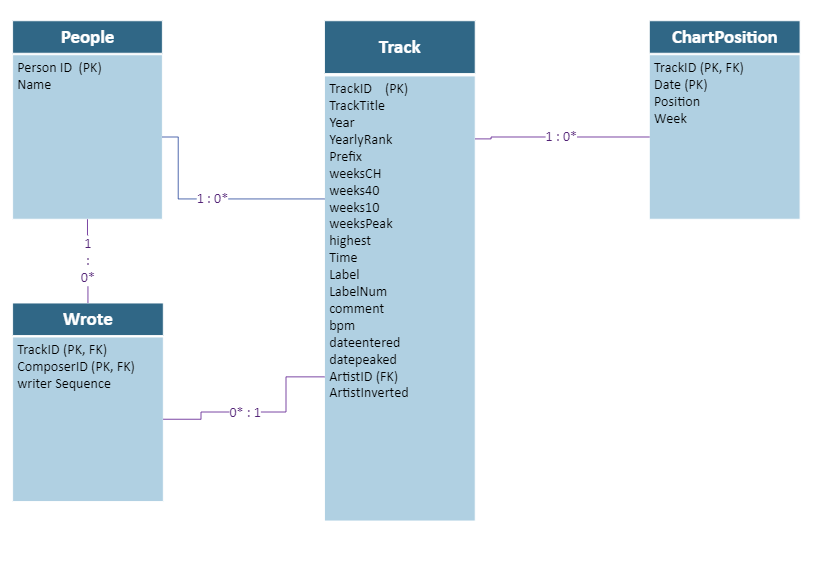 People
Person ID  (PK)
Name
1 : 0*
1
:
0*
Wrote
TrackID (PK, FK)
ComposerID (PK, FK)
writer Sequence
0* : 1
Track
TrackID    (PK)
TrackTitle
Year
YearlyRank
Prefix
weeksCH
weeks40
weeks10
weeksPeak
highest
Time
Label
LabelNum
comment
bpm
dateentered
datepeaked
ArtistID (FK)
ArtistInverted
1 : 0*
ChartPosition
TrackID (PK, FK)
Date (PK)
Position
Week